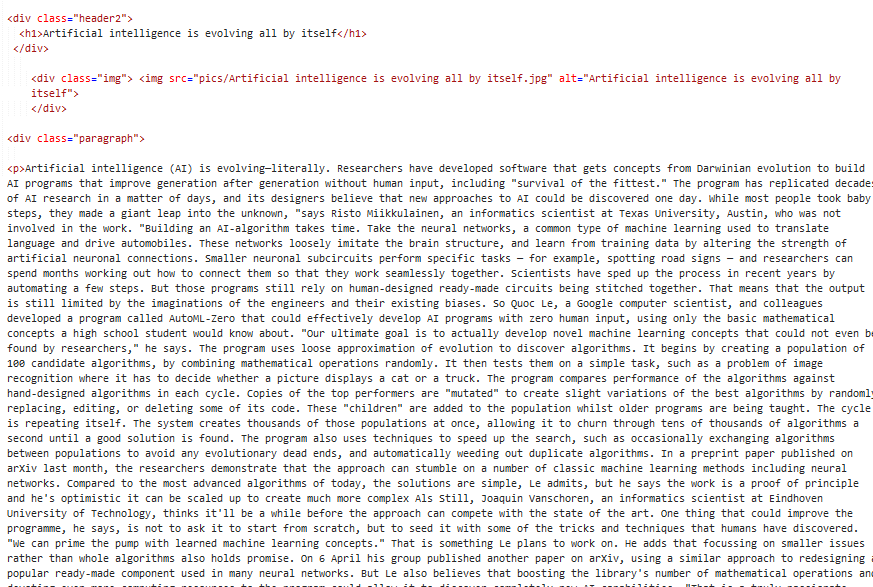 <div class="header2">
<h1>Artificial intelligence is evolving all by itself</h1>
</div>
<div class="img"> <img src="pics/Artificial intelligence is evolving all by itself.jpg" alt="Artificial intelligence is evolving all by
itself">
</div>
<div class="paragraph">
<p>Artificial intelligence (AI) is evolving—literally. Researchers have developed software that gets concepts from Darwinian evolution to build
AI programs that improve generation after generation without human input, including "survival of the fittest." The program has replicated decades
of AI research in a matter of days, and its designers believe that new approaches to AI could be discovered one day. While most people took baby
steps, they made a giant leap into the unknown, "says Risto Miikkulainen, an informatics scientist at Texas University, Austin, who was not
involved in the work. "Building an AI-algorithm takes time. Take the neural networks, a common type of machine learning used to translate
language and drive automobiles. These networks loosely imitate the brain structure, and learn from training data by altering the strength of
artificial neuronal connections. Smaller neuronal subcircuits perform specific tasks — for example, spotting road signs — and researchers can
spend months working out how to connect them so that they work seamlessly together. Scientists have sped up the process in recent years by
automating a few steps. But those programs still rely on human-designed ready-made circuits being stitched together. That means that the output
is still limited by the imaginations of the engineers and their existing biases. So Quoc Le, a Google computer scientist, and colleagues
developed a program called AutoML-Zero that could effectively develop AI programs with zero human input, using only the basic mathematical
concepts a high school student would know about. "Our ultimate goal is to actually develop novel machine learning concepts that could not even be
found by researchers," he says. The program uses loose approximation of evolution to discover algorithms. It begins by creating a population of
100 candidate algorithms, by combining mathematical operations randomly. It then tests them on a simple task, such as a problem of image
recognition where it has to decide whether a picture displays a cat or a truck. The program compares performance of the algorithms against
hand-designed algorithms in each cycle. Copies of the top performers are "mutated" to create slight variations of the best algorithms by randomly
replacing, editing, or deleting some of its code. These "children" are added to the population whilst older programs are being taught. The cycle
is repeating itself. The system creates thousands of those populations at once, allowing it to churn through tens of thousands of algorithms a
second until a good solution is found. The program also uses techniques to speed up the search, such as occasionally exchanging algorithms
between populations to avoid any evolutionary dead ends, and automatically weeding out duplicate algorithms. In a preprint paper published on
arXiv last month, the researchers demonstrate that the approach can stumble on a number of classic machine learning methods including neural
networks. Compared to the most advanced algorithms of today, the solutions are simple, Le admits, but he says the work is a proof of principle
and he's optimistic it can be scaled up to create much more complex AIs Still, Joaquin Vanschoren, an informatics scientist at Eindhoven
University of Technology, thinks it'll be a while before the approach can compete with the state of the art. One thing that could improve the
programme, he says, is not to ask it to start from scratch, but to seed it with some of the tricks and techniques that humans have discovered.
"We can prime the pump with learned machine learning concepts." That is something Le plans to work on. He adds that focussing on smaller issues
rather than whole algorithms also holds promise. On 6 April his group published another paper on arXiv, using a similar approach to redesigning a
popular ready-made component used in many neural networks. But Le also believes that boosting the library's number of mathematical operations and